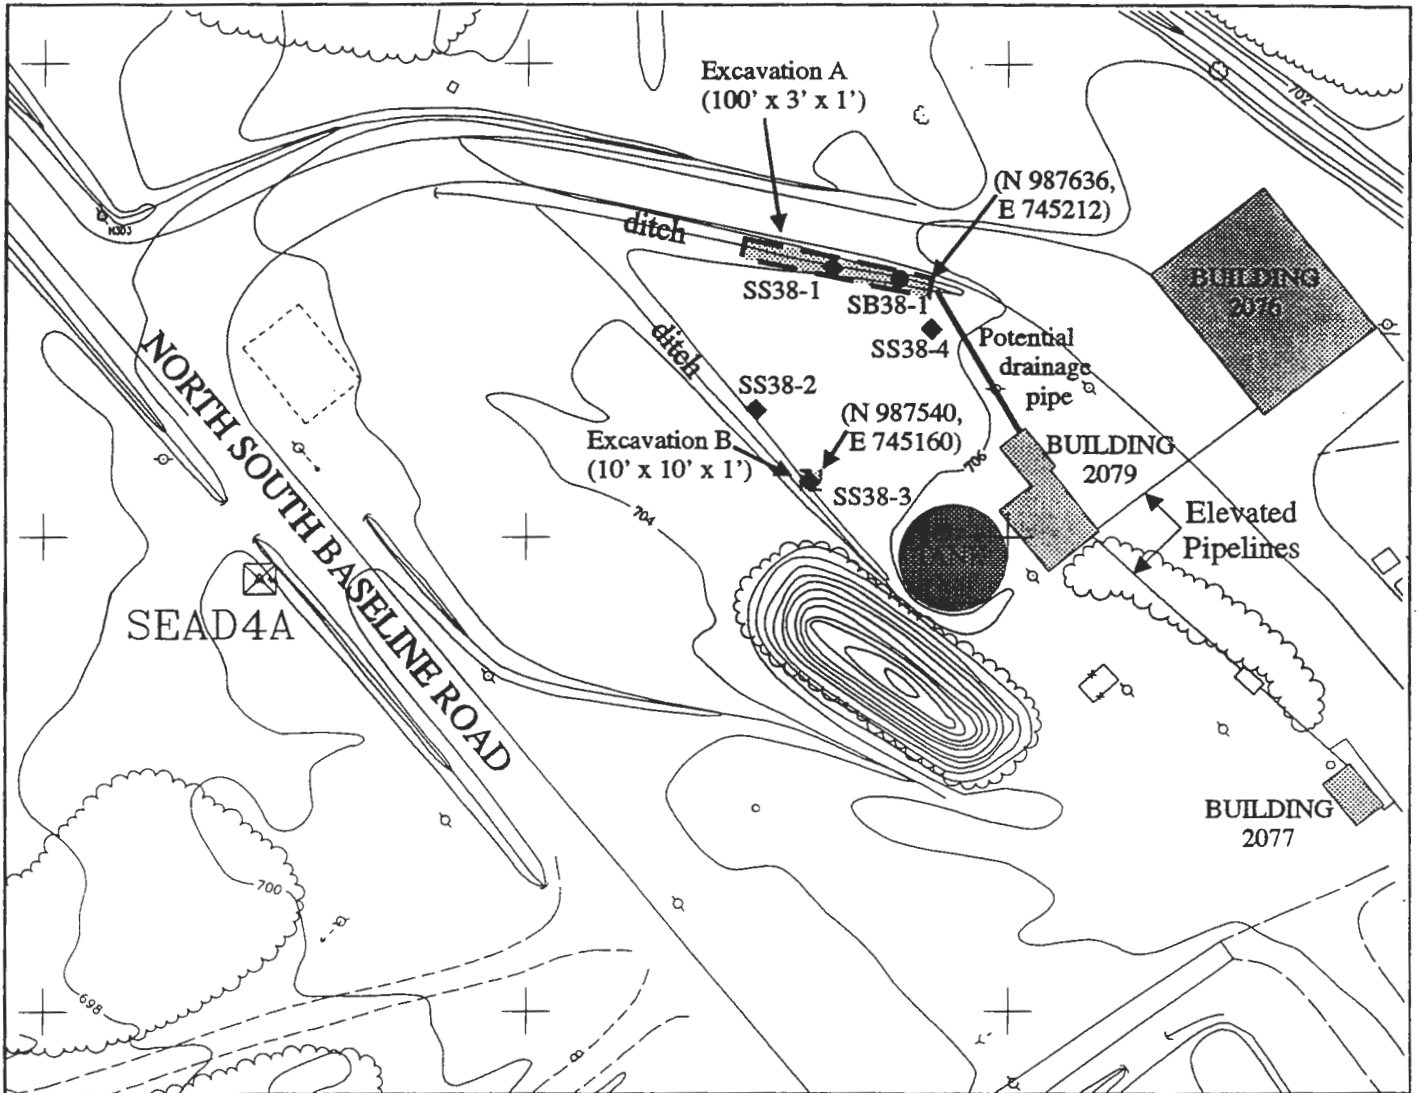 Excavation A
(100' x 3' x 1')
702
(N 987636,
E 745212)
ditch
BUILDING
2076
SS38-1
SB38-1
SS38-4
Potential
drainage
pipe
ditch
SS38-2
(N 987540,
E 745160)
Excavation B
(10' x 10' x 1')
SS38-3
706
BUILDING
2079
704
Elevated
Pipelines
NORTH SOUTH BASELINE ROAD
SEAD4A
BUILDING
2077
700
698